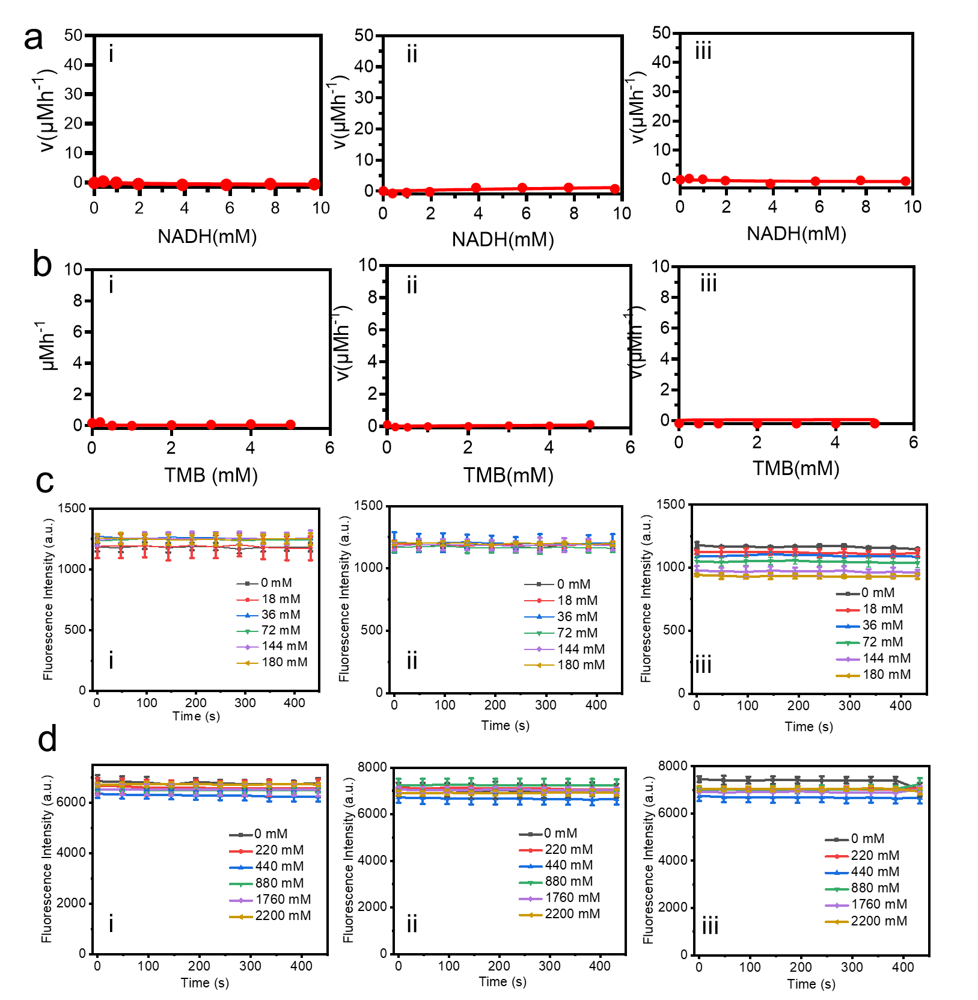 a
i
v(µMh-1)
50
40
30
20
10
0
0 2 4 6 8 10
NADH(mM)
ii
v(µMh-1)
50
40
30
20
10
0
0 2 4 6 8 10
NADH(mM)
iii
v(µMh-1)
50
40
30
20
10
0
0 2 4 6 8 10
NADH(mM)
b
i
µMh-1
10
8
6
4
2
0
0 2 4 6
TMB (mM)
ii
v(µMh-1)
10
8
6
4
2
0
0 2 4 6
TMB(mM)
iii
v(µMh-1)
10
8
6
4
2
0
0 2 4 6
TMB(mM)
c
Fluorescence Intensity (a.u.)
1500
1000
500
0
0 mM
18 mM
36 mM
72 mM
144 mM
180 mM
i
0 100 200 300 400
Time (s)
Fluorescence Intensity (a.u.)
1500
1000
500
0
0 mM
18 mM
36 mM
72 mM
144 mM
180 mM
ii
0 100 200 300 400
Time (s)
Fluorescence Intensity (a.u.)
1500
1000
500
0
0 mM
18 mM
36 mM
72 mM
144 mM
180 mM
iii
0 100 200 300 400
Time (s)
d
Fluorescence Intensity (a.u.)
6000
4000
2000
0
0 mM
220 mM
440 mM
880 mM
1760 mM
2200 mM
i
0 100 200 300 400
Time (s)
Fluorescence Intensity (a.u.)
8000
6000
4000
2000
0
0 mM
220 mM
440 mM
880 mM
1760 mM
2200 mM
ii
0 100 200 300 400
Time (s)
Fluorescence Intensity (a.u.)
8000
6000
4000
2000
0
0 mM
220 mM
440 mM
880 mM
1760 mM
2200 mM
iii
0 100 200 300 400
Time (s)